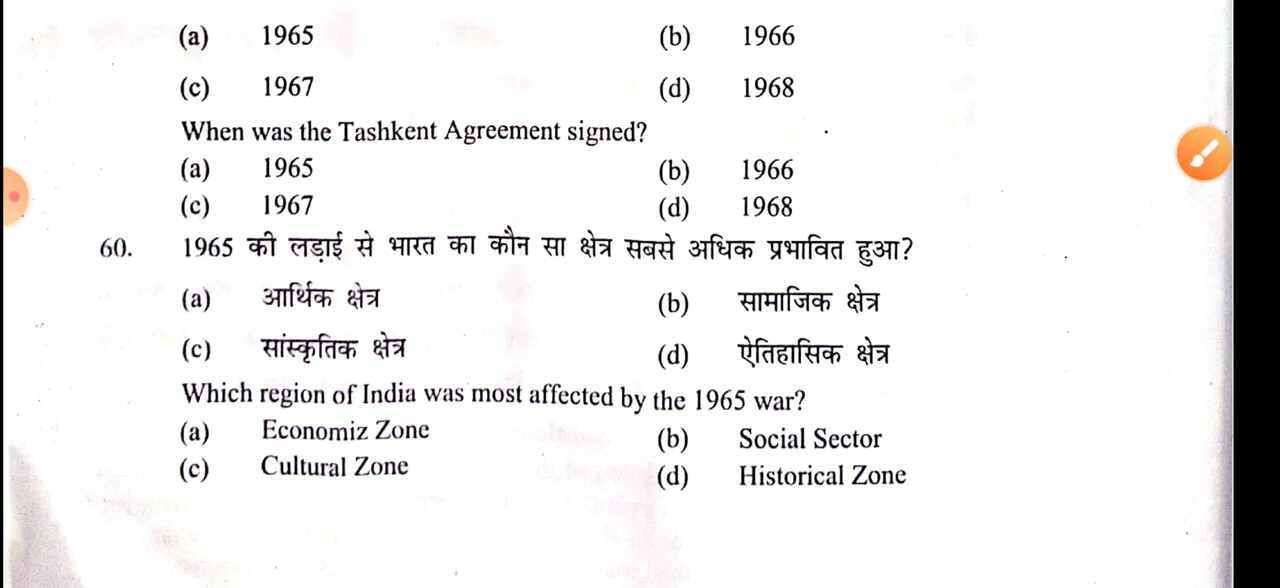 (a) 1965 (b) 1966
(c) 1967 (d) 1968
When was the Tashkent Agreement signed?
(a) 1965 (b) 1966
(c) 1967 (d) 1968
60. 1965 की लड़ाई से भारत का कौन सा क्षेत्र सबसे अधिक प्रभावित हुआ?
(a) आर्थिक क्षेत्र (b) सामाजिक क्षेत्र
(c) सांस्कृतिक क्षेत्र (d) ऐतिहासिक क्षेत्र
Which region of India was most affected by the 1965 war?
(a) Economiz Zone (b) Social Sector
(c) Cultural Zone (d) Historical Zone